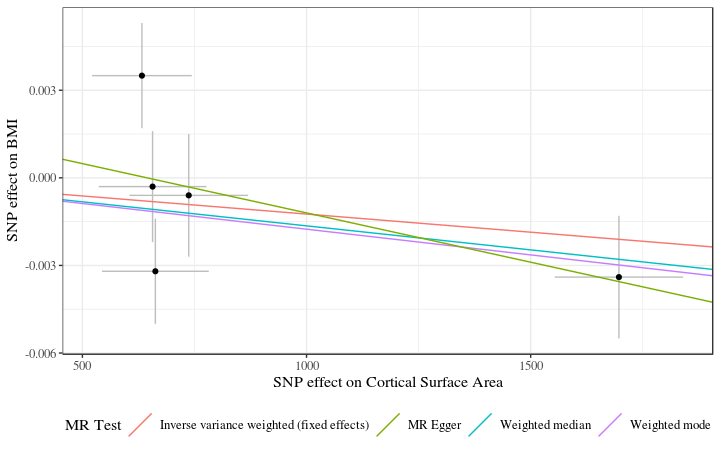 SNP effect on BMI
0.003
0.000
-0.003
-0.006
500
1000
1500
SNP effect on Cortical Surface Area
MR Test
Inverse variance weighted (fixed effects)
MR Egger
Weighted median
Weighted mode